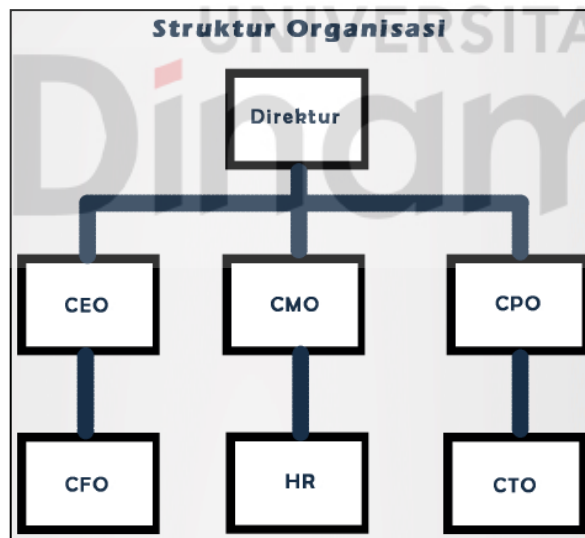 Struktur Organisasi
UNIVERSITA
Dinam
Direktur
CEO
CMO
CPO
CFO
HR
CTO